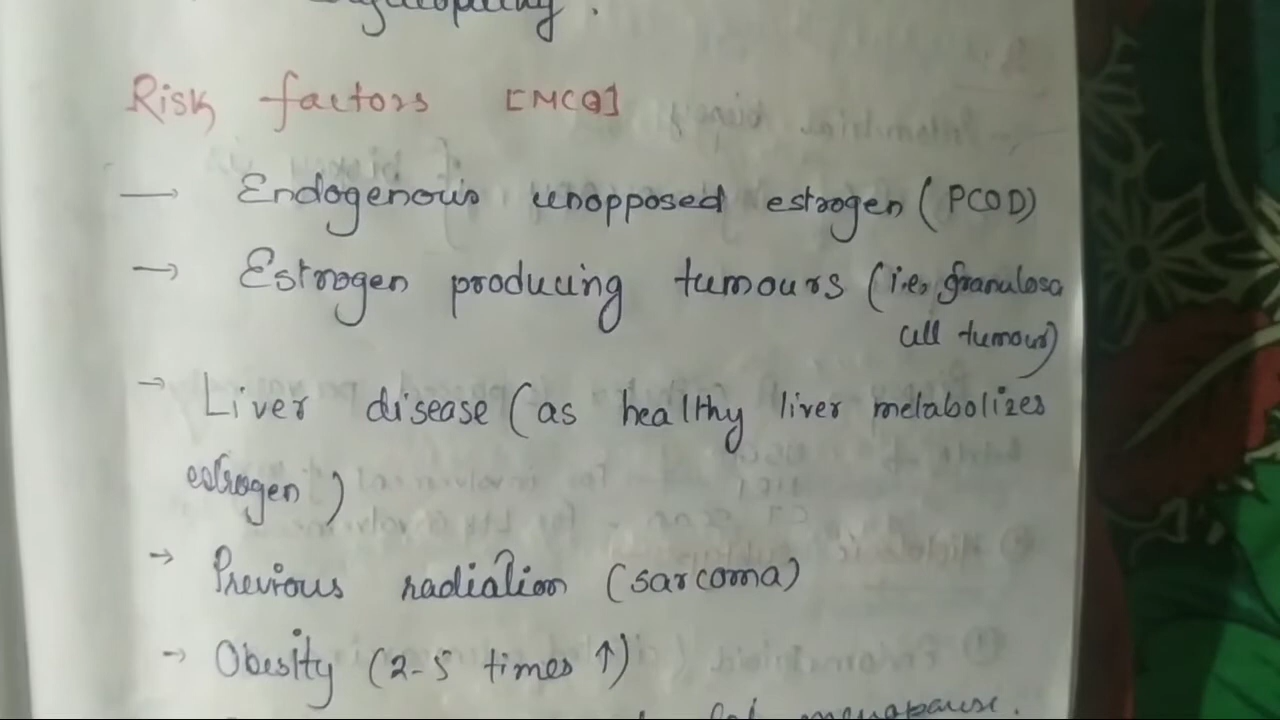 Risk factors [MCQ]
— Endogenous unopposed estrogen (PCOD)
→ Estrogen producing tumours (i.e, granulosa
cell tumour)
→ Liver disease (as healthy liver metabolizes
estrogen)
→ Previous radiation (sarcoma)
→ Obesity (2-5 times ↑)
menopause.